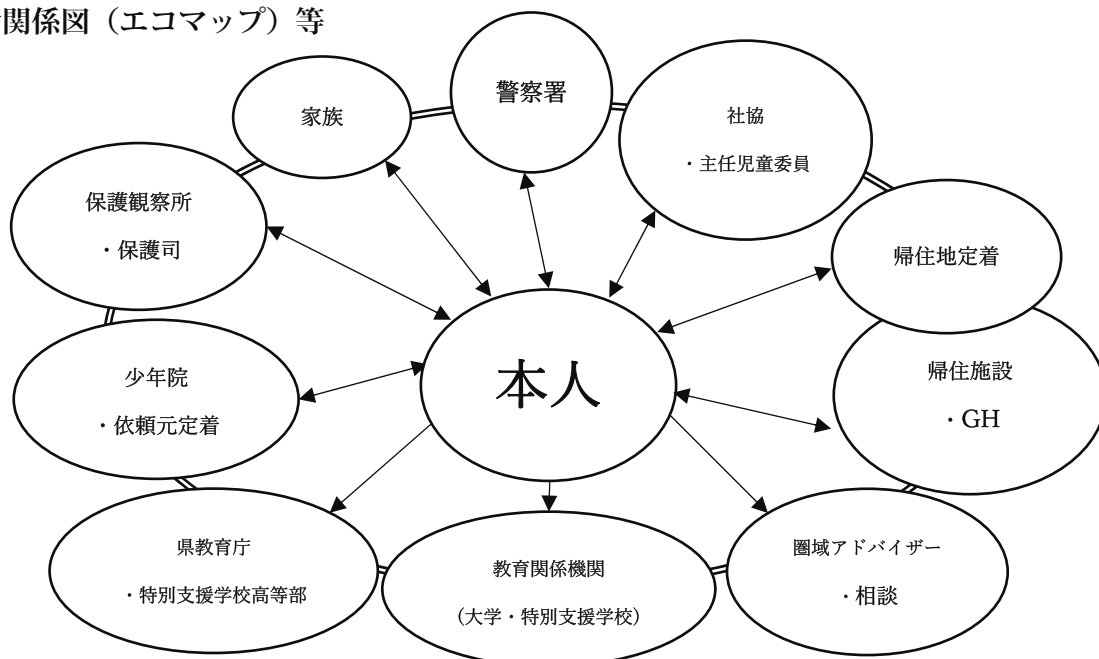 関係図（エコマップ）等
警察署
家族
社協
・主任児童委員
保護観察所
・保護司
帰住地定着
本人
帰住施設
・GH
少年院
・依頼元定着
県教育庁
・特別支援学校高等部
教育関係機関
(大学・特別支援学校)
圏域アドバイザー
・相談